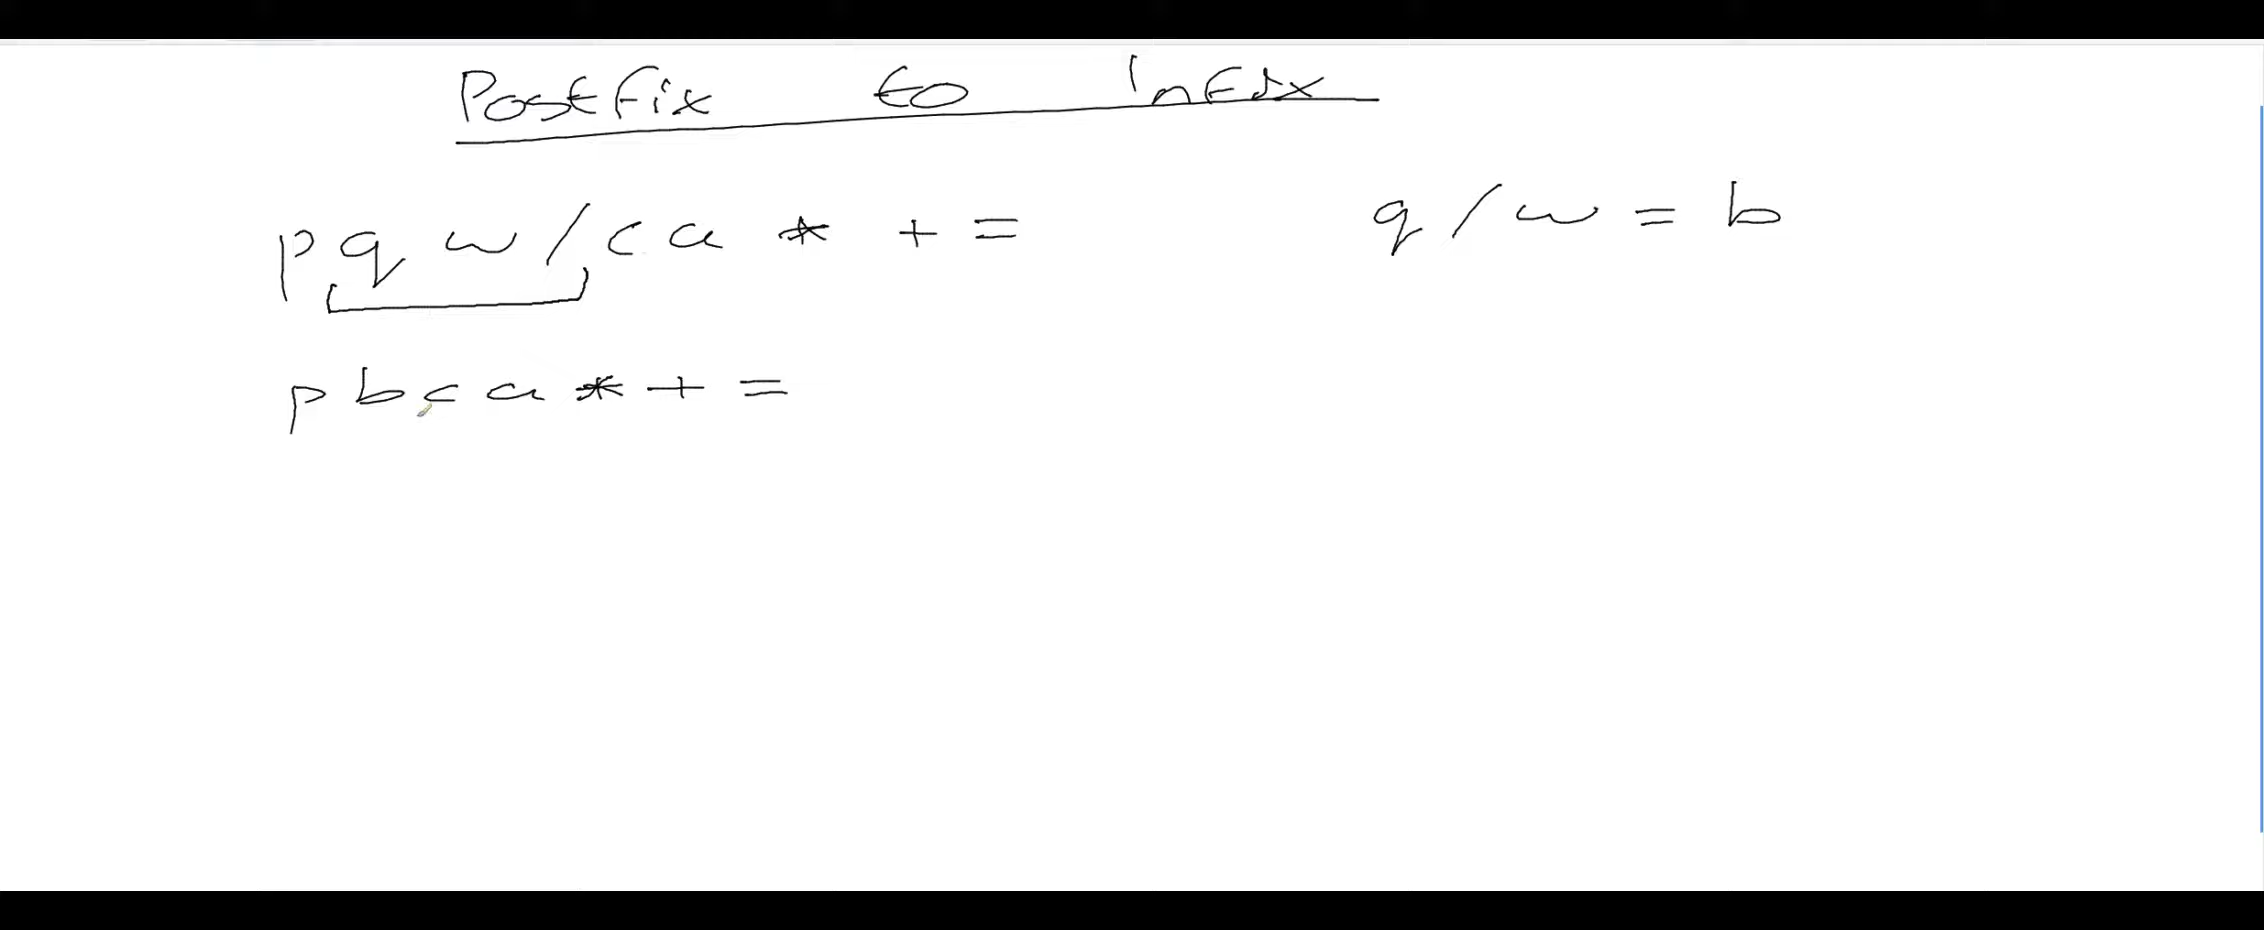 Postfix to infix
p q w / c a * + =
q / w = b
p b c a * + =